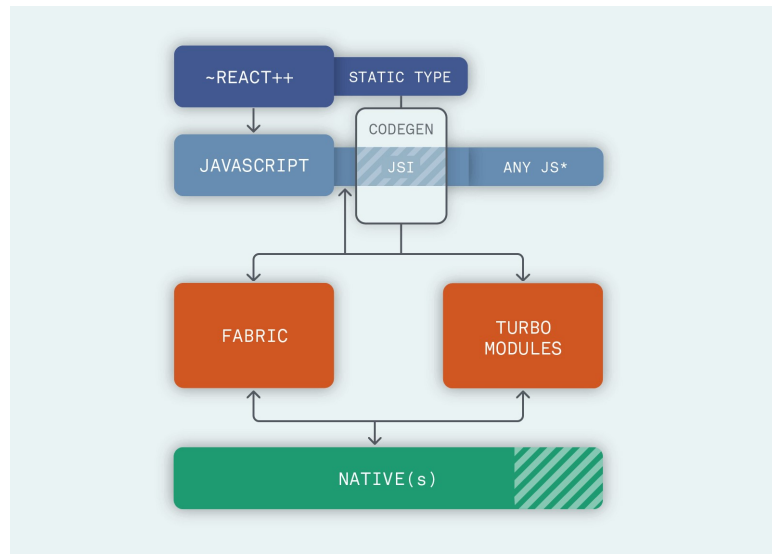 ~REACT++
STATIC TYPE
CODEGEN
JAVASCRIPT
JSI
ANY JS*
FABRIC
TURBO
MODULES
NATIVE(s)